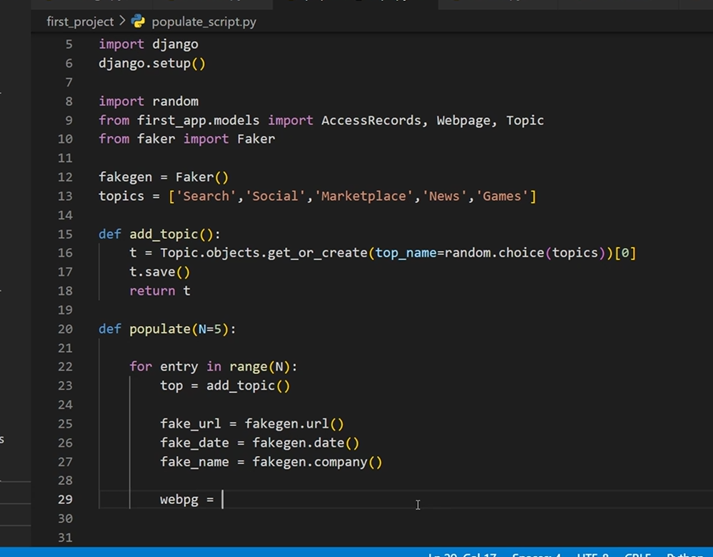 first_project > populate_script.py
5 import django
6 django.setup()
7
8 import random
9 from first_app.models import AccessRecords, Webpage, Topic
10 from faker import Faker
11
12 fakegen = Faker()
13 topics = ['Search','Social','Marketplace','News','Games']
14
15 def add_topic():
16 t = Topic.objects.get_or_create(top_name=random.choice(topics))[0]
17 t.save()
18 return t
19
20 def populate(N=5):
21
22 for entry in range(N):
23 top = add_topic()
24
25 fake_url = fakegen.url()
26 fake_date = fakegen.date()
27 fake_name = fakegen.company()
28
29 webpg =
30
31